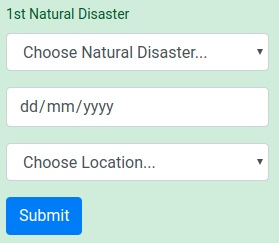 1st Natural Disaster
Choose Natural Disaster...
dd/mm/yyyy
Choose Location...
Submit